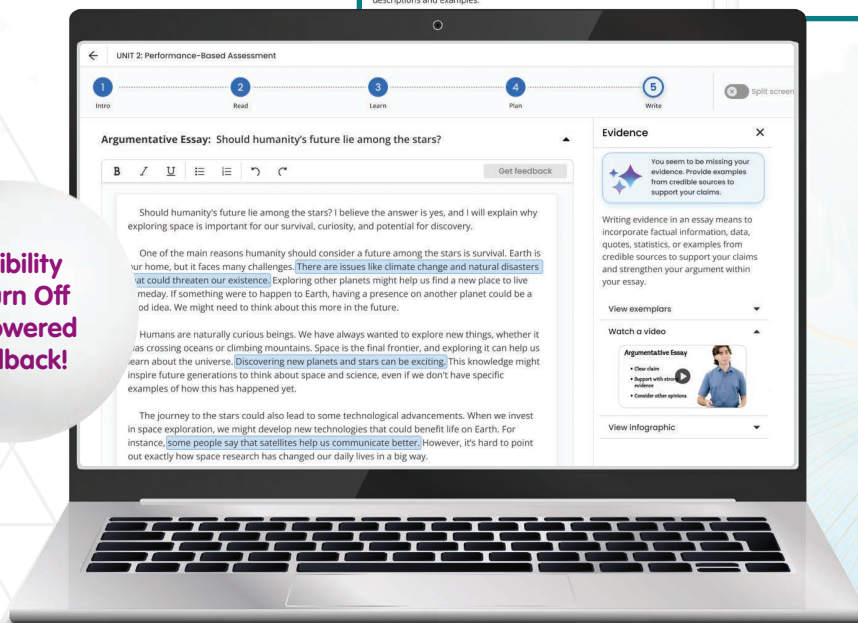 descriptions and examples.
UNIT 2: Performance-Based Assessment
1
2
3
4
5
Intro
Read
Learn
Plan
Write
Split screen
Argumentative Essay: Should humanity's future lie among the stars?
B I U
Get feedback
Should humanity's future lie among the stars? I believe the answer is yes, and I will explain why
exploring space is important for our survival, curiosity, and potential for discovery.
One of the main reasons humanity should consider a future among the stars is survival. Earth is
our home, but it faces many challenges. There are issues like climate change and natural disasters
that could threaten our existence. Exploring other planets might help us find a new place to live
someday. If something were to happen to Earth, having a presence on another planet could be a
good idea. We might need to think about this more in the future.
Humans are naturally curious beings. We have always wanted to explore new things, whether it
was crossing oceans or climbing mountains. Space is the final frontier, and exploring it can help us
learn about the universe. Discovering new planets and stars can be exciting. This knowledge might
inspire future generations to think about space and science, even if we don't have specific
examples of how this has happened yet.
The journey to the stars could also lead to some technological advancements. When we invest
in space exploration, we might develop new technologies that could benefit life on Earth. For
instance, some people say that satellites help us communicate better. However, it's hard to point
out exactly how space research has changed our daily lives in a big way.
Evidence
You seem to be missing your
evidence. Provide examples
from credible sources to
support your claims.
Writing evidence in an essay means to
incorporate factual information, data,
quotes, statistics, or examples from
credible sources to support your claims
and strengthen your argument within
your essay.
View exemplars
Watch a video
Argumentative Essay
• Clear claim
• Support with strong
evidence
• Consider other opinions
View infographic
ibility
urn Off
owered
dback!